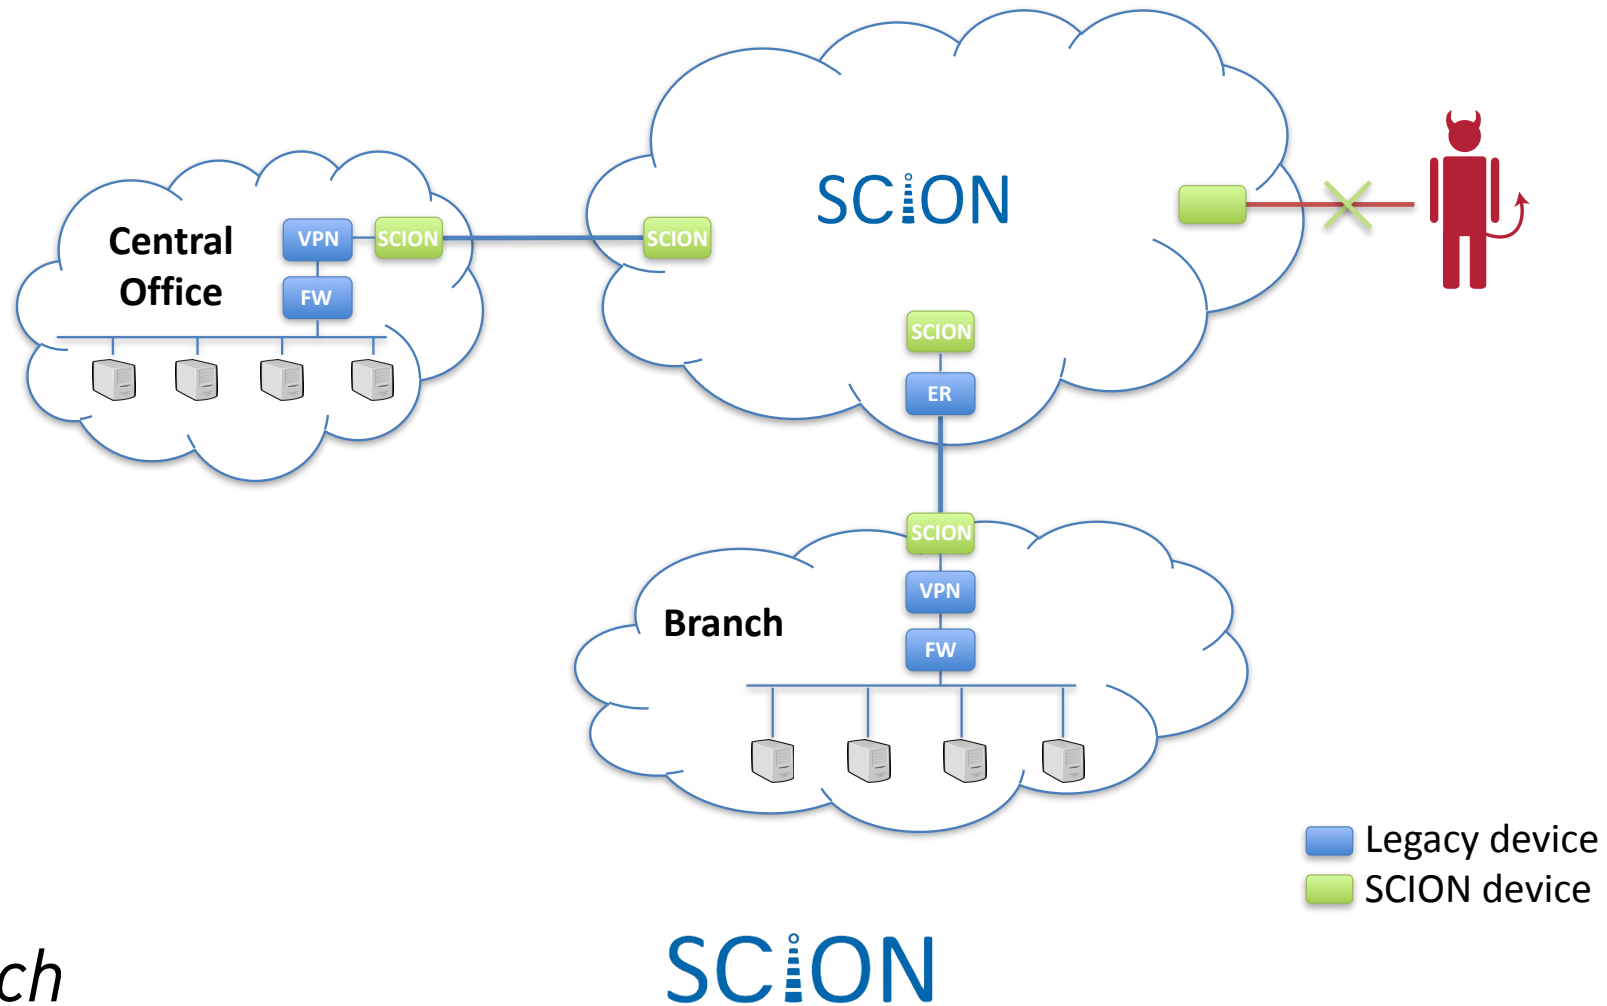 SCION
Central
Office
VPN
SCION
SCION
FW
SCION
ER
SCION
VPN
Branch
FW
Legacy device
SCION device
ch
SCION